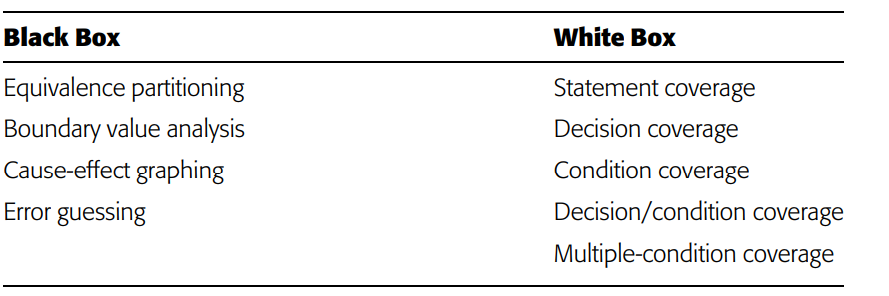 Black Box White Box
Equivalence partitioning Statement coverage
Boundary value analysis Decision coverage
Cause-effect graphing Condition coverage
Error guessing Decision/condition coverage
Multiple-condition coverage